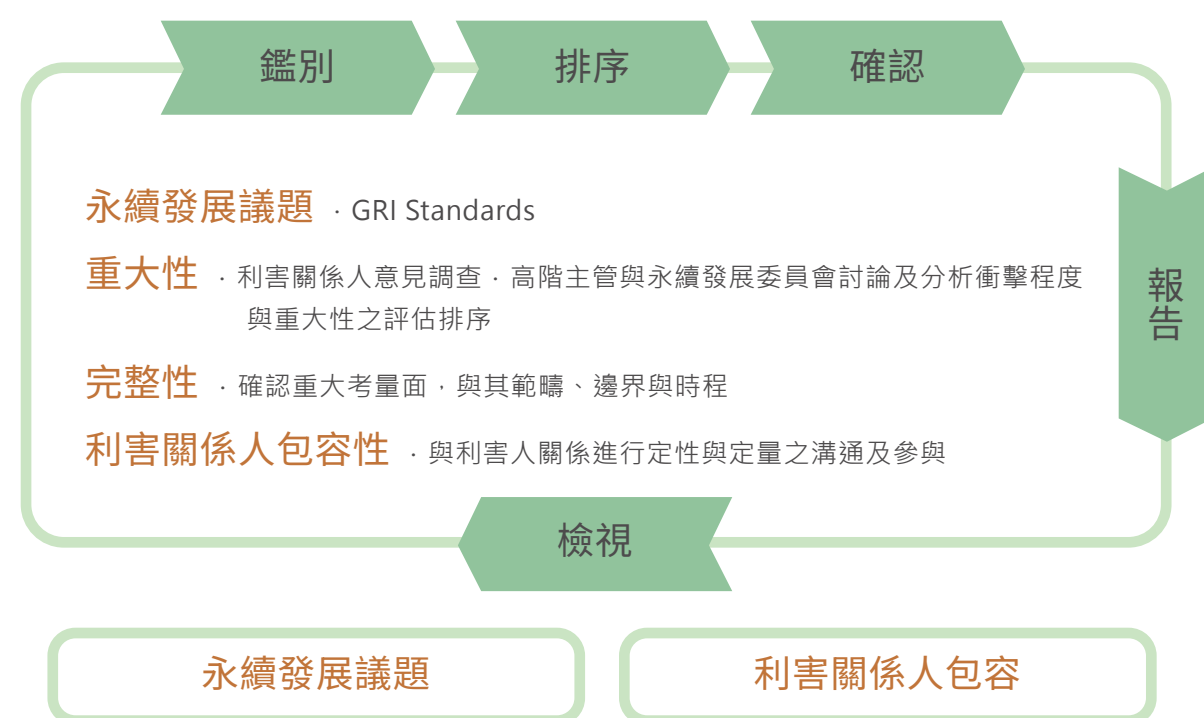 鑑別
排序
確認
永續發展議題 · GRI Standards
重大性 · 利害關係人意見調查 · 高階主管與永續發展委員會討論及分析衝擊程度
與重大性之評估排序
完整性 · 確認重大考量面，與其範疇、邊界與時程
利害關係人包容性 · 與利害人關係進行定性與定量之溝通及參與
報告
檢視
永續發展議題
利害關係人包容